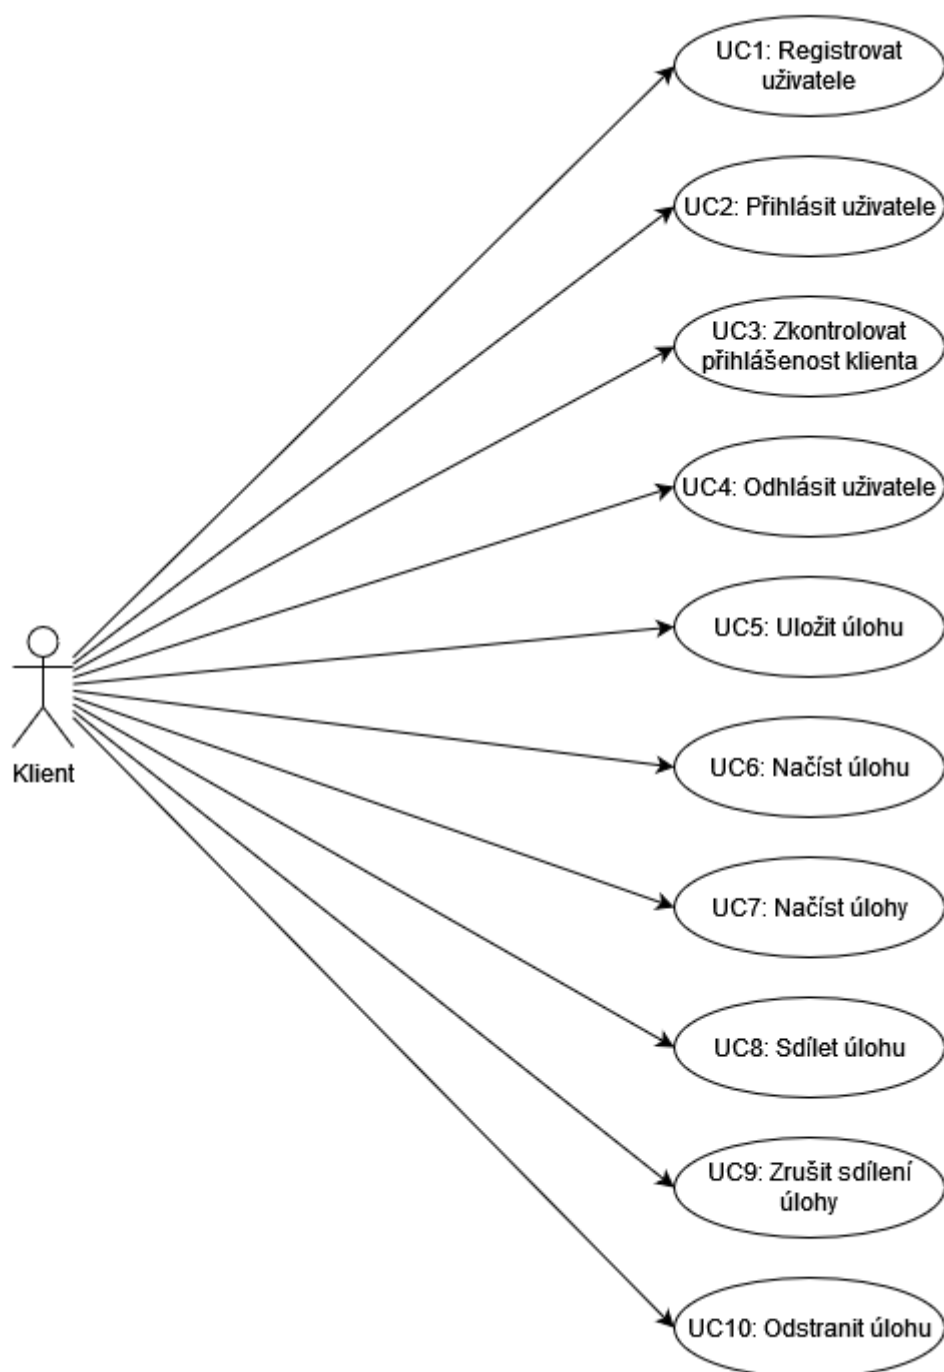 UC1: Registrovat
uživatele
UC2: Přihlásit uživatele
UC3: Zkontrolovat
přihlášenost klienta
UC4: Odhlásit uživatele
UC5: Uložit úlohu
Klient
UC6: Načíst úlohu
UC7: Načíst úlohy
UC8: Sdílet úlohu
UC9: Zrušit sdílení
úlohy
UC10: Odstranit úlohu